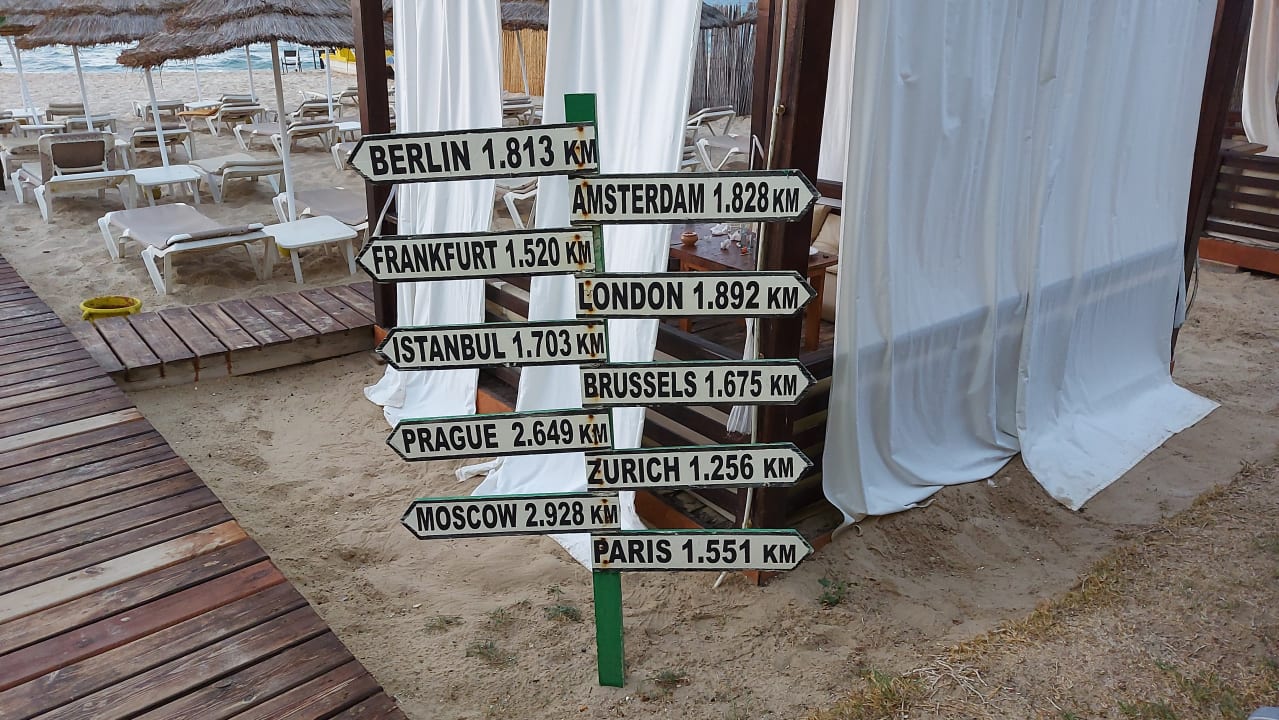 BERLIN 1.813 KM
AMSTERDAM 1.828 KM
FRANKFURT 1.520 KM
LONDON 1.892 KM
ISTANBUL 1.703 KM
BRUSSELS 1.675 KM
PRAGUE 2.649 KM
ZURICH 1.256 KM
MOSCOW 2.928 KM
PARIS 1.551 KM